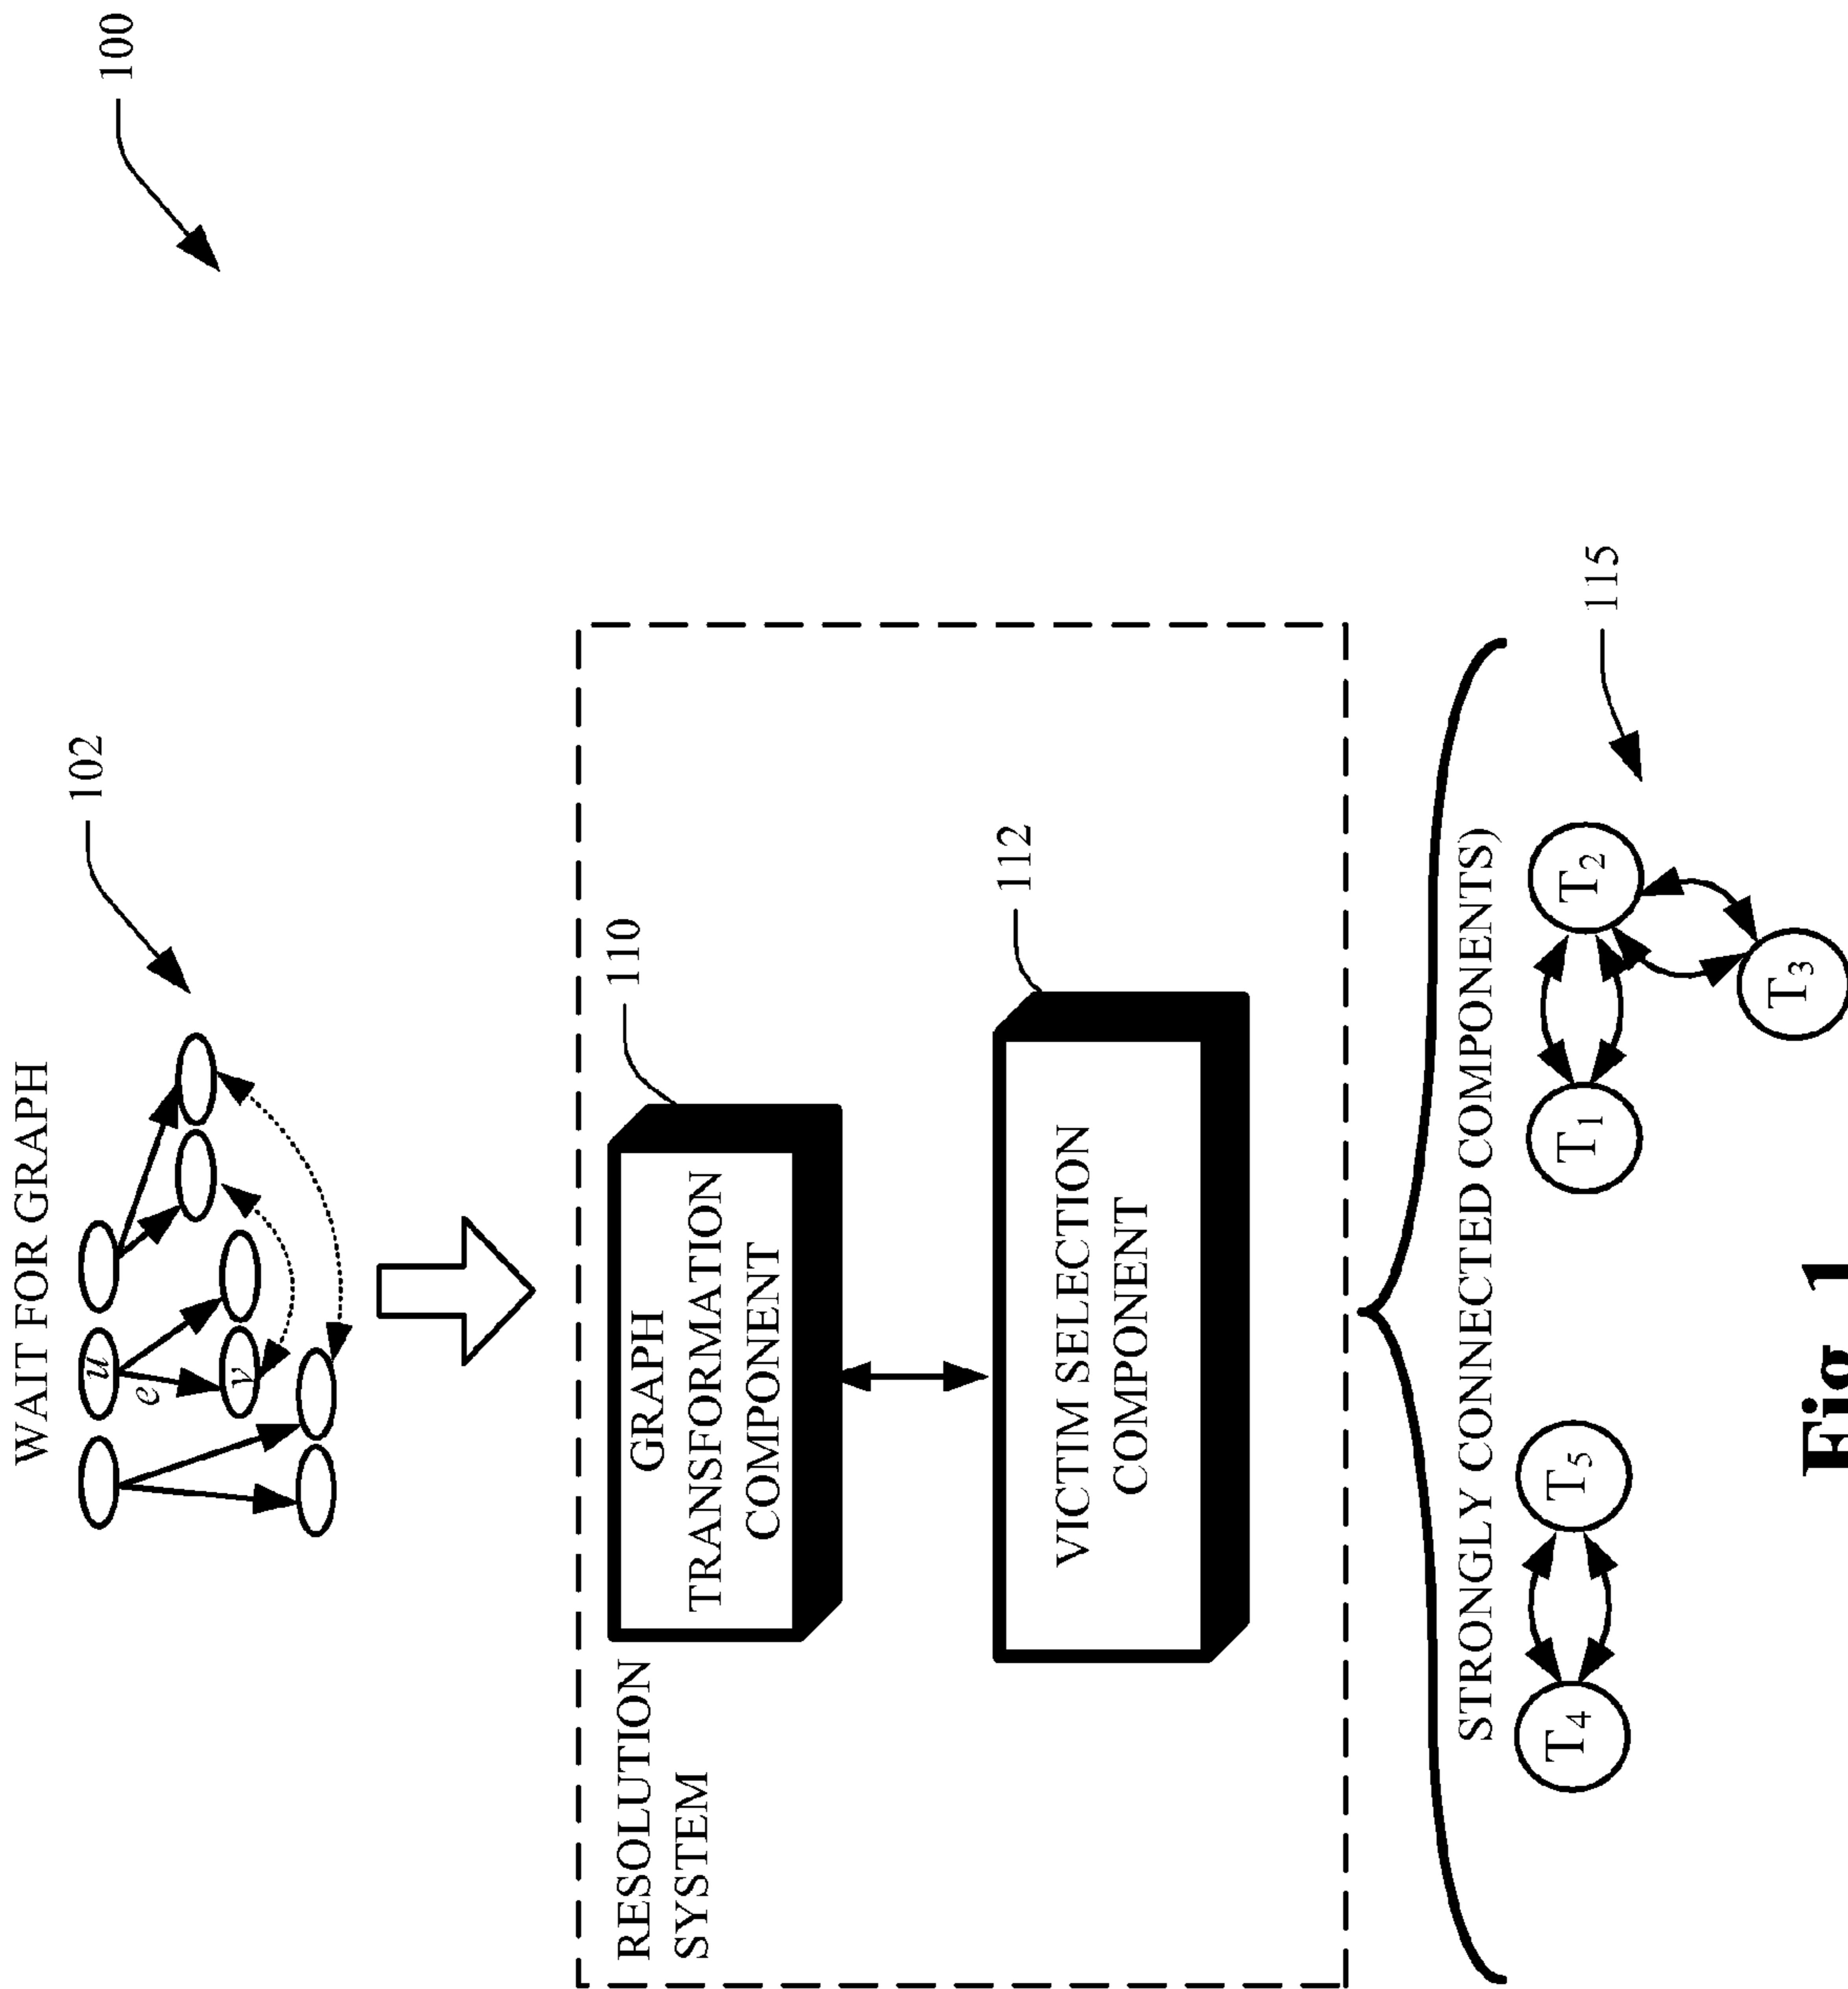 100
WAIT FOR GRAPH
102
u
e
v
RESOLUTION
SYSTEM
GRAPH
TRANSFORMATION
COMPONENT
110
VICTIM SELECTION
COMPONENT
112
STRONGLY CONNECTED COMPONENTS)
115
T4
T5
T1
T2
T3
Fig. 1